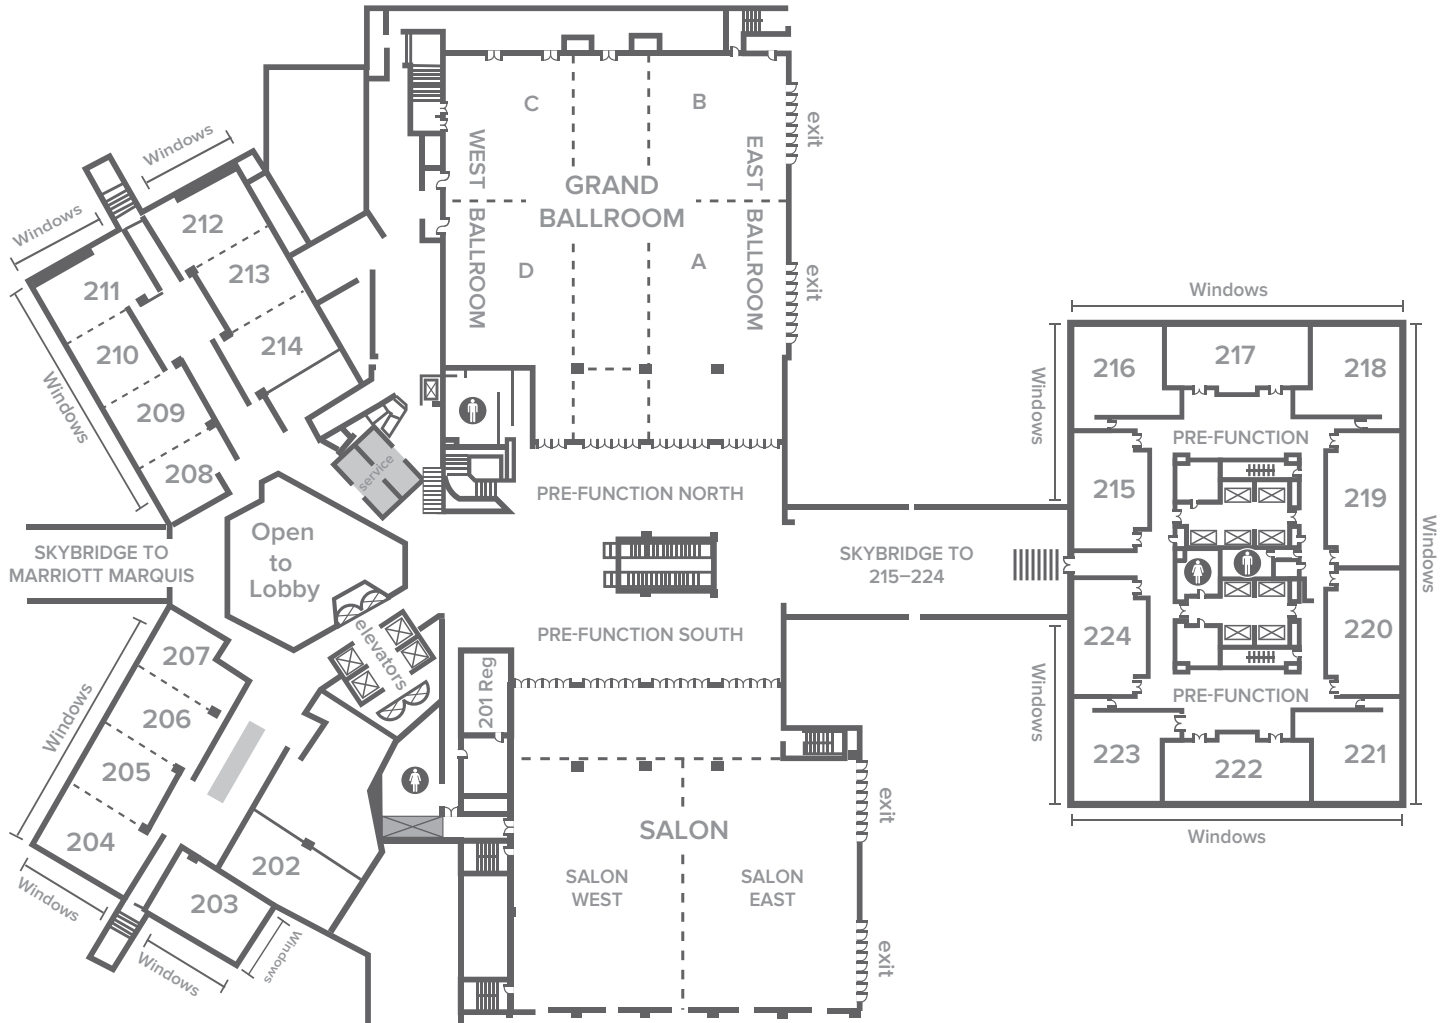 exit
C
B
Windows
WEST BALLROOM
EAST BALLROOM
GRAND
BALLROOM
Windows
212
213
D
A
exit
211
214
Windows
210
Windows
209
216
217
218
Windows
208
service
PRE-FUNCTION
PRE-FUNCTION NORTH
215
219
Windows
Open
to
Lobby
SKYBRIDGE TO
MARRIOTT MARQUIS
SKYBRIDGE TO
215–224
elevators
PRE-FUNCTION SOUTH
224
220
207
201 Reg
PRE-FUNCTION
Windows
Windows
206
205
223
222
221
204
SALON
exit
Windows
202
SALON
WEST
SALON
EAST
203
Windows
Windows
Windows
exit